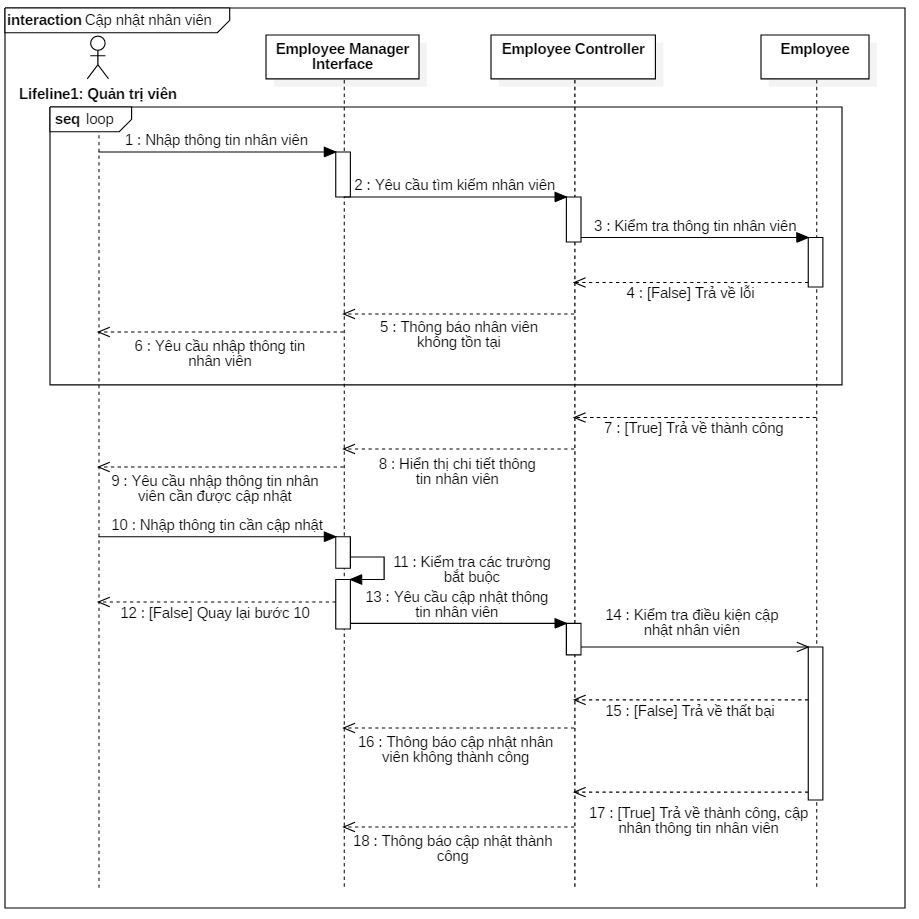 interaction Cập nhật nhân viên
Employee Manager
Interface
Employee Controller
Employee
Lifeline1: Quản trị viên
seq loop
1 : Nhập thông tin nhân viên
2 : Yêu cầu tìm kiếm nhân viên
3 : Kiểm tra thông tin nhân viên
4 : [False] Trả về lỗi
5 : Thông báo nhân viên
không tồn tại
6 : Yêu cầu nhập thông tin
nhân viên
7 : [True] Trả về thành công
8 : Hiển thị chi tiết thông
tin nhân viên
9 : Yêu cầu nhập thông tin nhân
viên cần được cập nhật
10 : Nhập thông tin cần cập nhật
11 : Kiểm tra các trường
bắt buộc
12 : [False] Quay lại bước 10
13 : Yêu cầu cập nhật thông
tin nhân viên
14 : Kiểm tra điều kiện cập
nhật nhân viên
15 : [False] Trả về thất bại
16 : Thông báo cập nhật nhân
viên không thành công
17 : [True] Trả về thành công, cập
nhân thông tin nhân viên
18 : Thông báo cập nhật thành
công